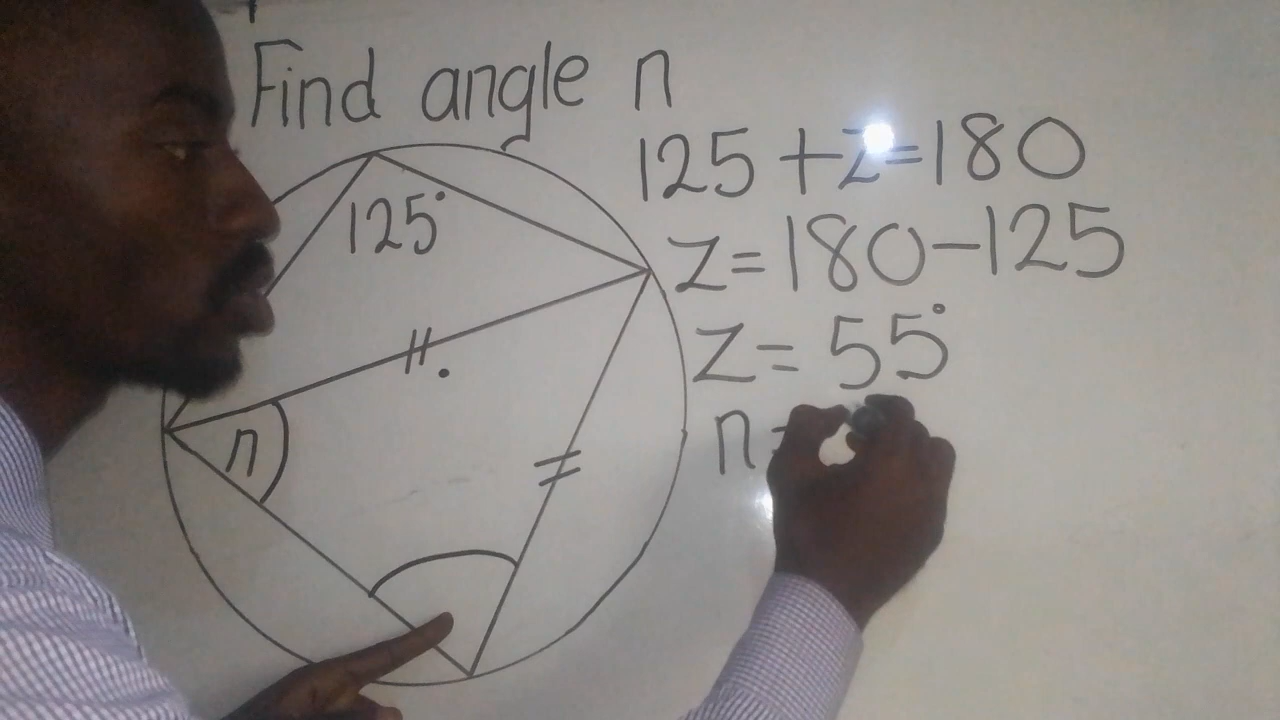 Find angle n
125 + z = 180
z = 180 - 125
z = 55°
n =
125°
n